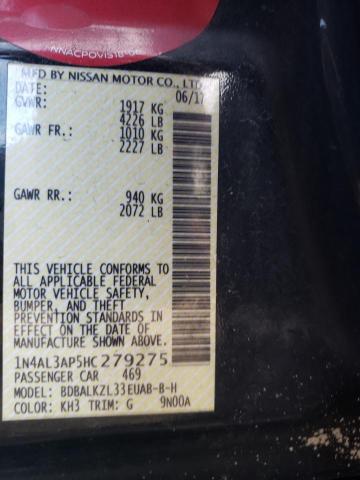 NNACPOVIS1B
MFD BY NISSAN MOTOR CO., LTD
DATE: 06/17
GVWR: 1917 KG
4226 LB
GAWR FR.: 1010 KG
2227 LB
GAWR RR.: 940 KG
2072 LB
THIS VEHICLE CONFORMS TO
ALL APPLICABLE FEDERAL
MOTOR VEHICLE SAFETY,
BUMPER, AND THEFT
PREVENTION STANDARDS IN
EFFECT ON THE DATE OF
MANUFACTURE SHOWN ABOVE.
1N4AL3AP5HC279275
PASSENGER CAR 469
MODEL: BDBALKZL33EUAB-B-H
COLOR: KH3 TRIM: G 9N00A